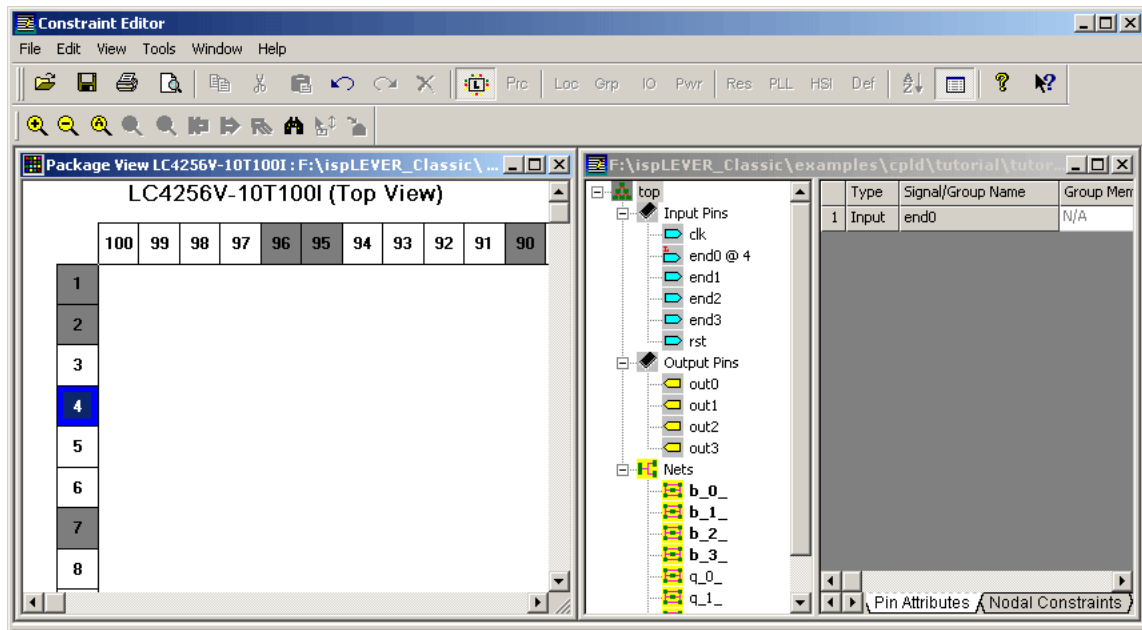 Constraint Editor
File Edit View Tools Window Help
Prc Loc Grp IO Pwr Res PLL HSI Def
Package View LC4256V-10T100I : F:\ispLEVER_Classic\ ...
LC4256V-10T100I (Top View)
100 99 98 97 96 95 94 93 92 91 90
1
2
3
4
5
6
7
8
F:\ispLEVER_Classic\examples\cpld\tutorial\tutor...
top
Input Pins
clk
end0 @ 4
end1
end2
end3
rst
Output Pins
out0
out1
out2
out3
Nets
b_0_
b_1_
b_2_
b_3_
q_0_
q_1_
Type Signal/Group Name Group Mem
1 Input end0 N/A
Pin Attributes Nodal Constraints